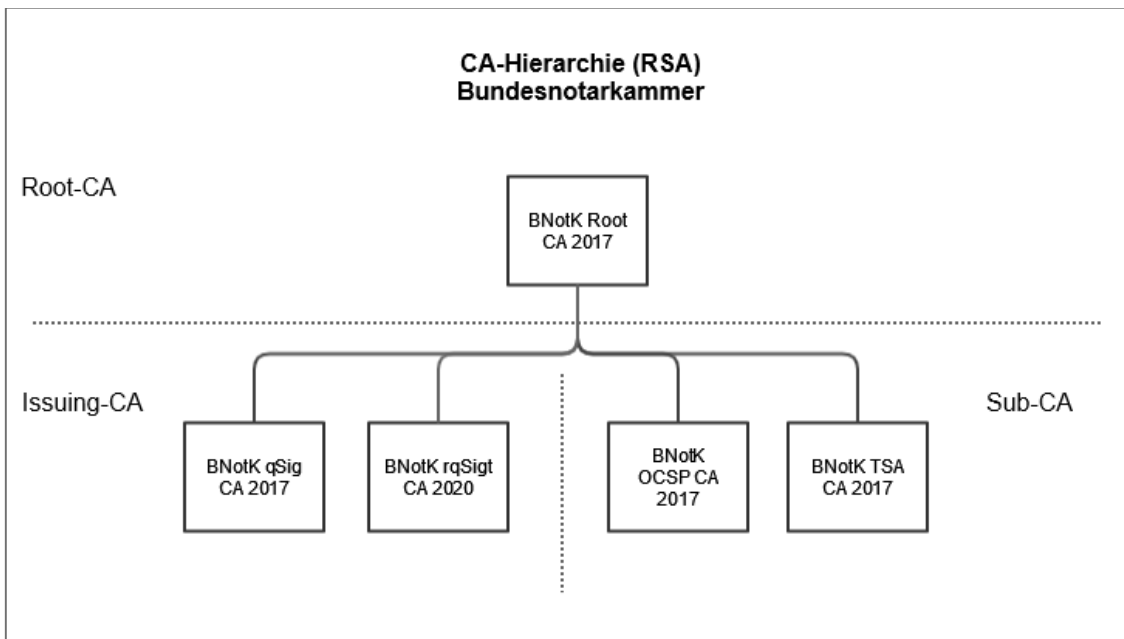 CA-Hierarchie (RSA)
Bundesnotarkammer
Root-CA
BNotK Root
CA 2017
Issuing-CA
Sub-CA
BNotK qSig
CA 2017
BNotK rqSigt
CA 2020
BNotK
OCSP CA
2017
BNotK TSA
CA 2017